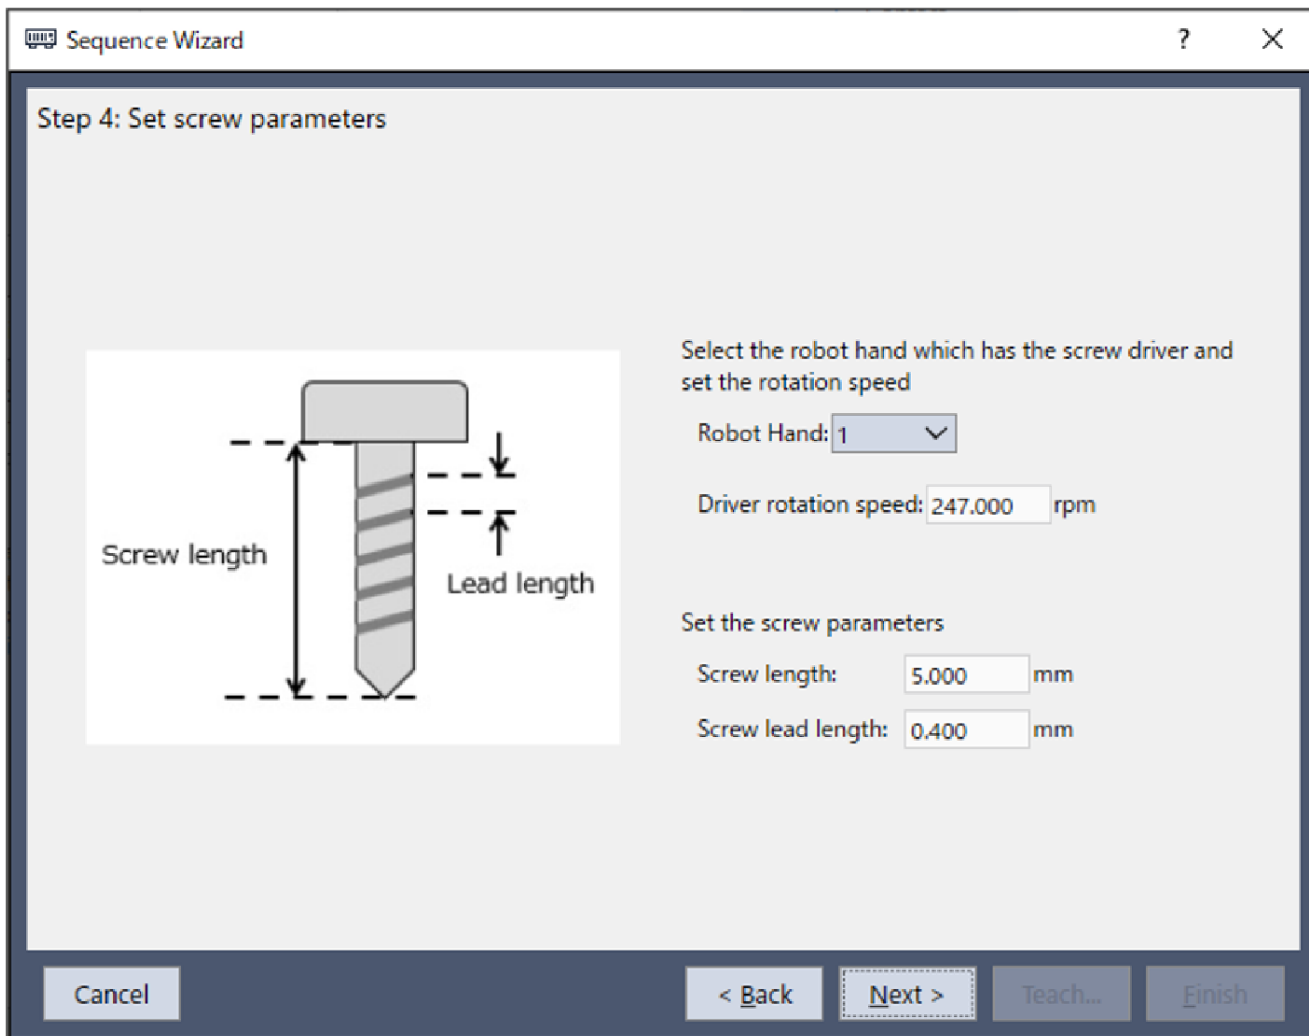 Sequence Wizard
?
Step 4: Set screw parameters
Screw length
Lead length
Select the robot hand which has the screw driver and
set the rotation speed
Robot Hand: 1
Driver rotation speed: 247.000 rpm
Set the screw parameters
Screw length: 5.000 mm
Screw lead length: 0.400 mm
Cancel
< Back
Next >
Teach...
Finish